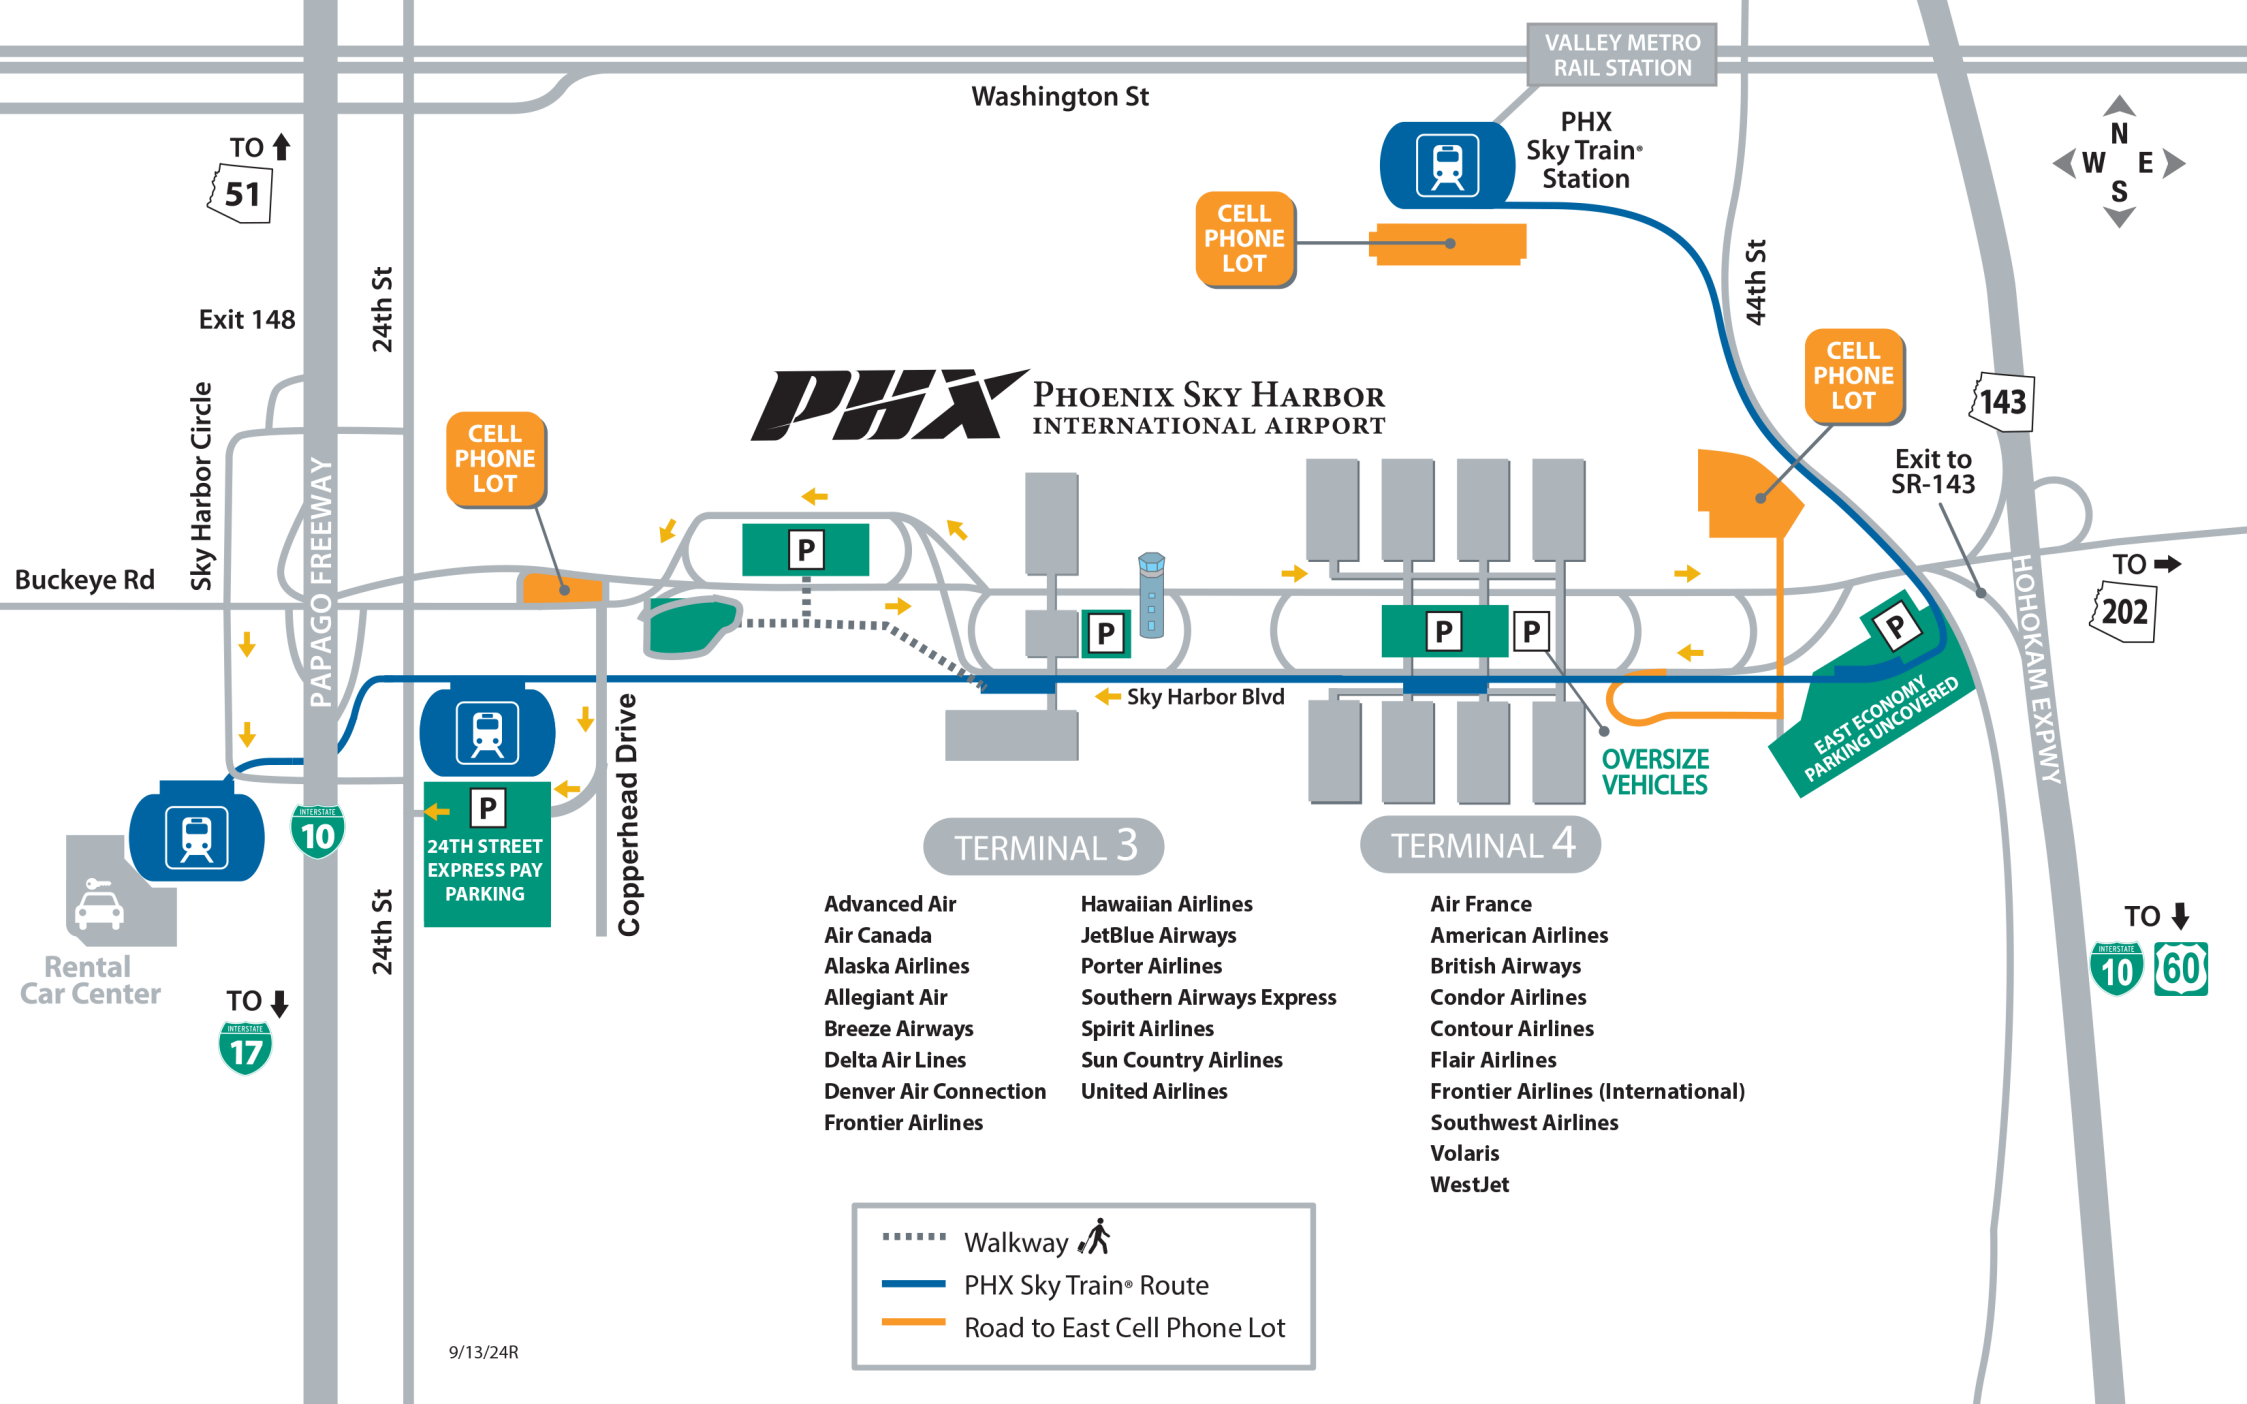 VALLEY METRO
RAIL STATION
Washington St
PHX
Sky Train®
Station
N
W E
S
TO
51
CELL
PHONE
LOT
24th St
44th St
Exit 148
CELL
PHONE
LOT
PHX
PHOENIX SKY HARBOR
INTERNATIONAL AIRPORT
143
Sky Harbor Circle
CELL
PHONE
LOT
Exit to
SR-143
PAPAGO FREEWAY
P
Buckeye Rd
TO
202
P
P
P
P
HOHOKAM EXPWY
Sky Harbor Blvd
EAST ECONOMY
PARKING UNCOVERED
OVERSIZE
VEHICLES
Copperhead Drive
INTERSTATE
10
P
24TH STREET
EXPRESS PAY
PARKING
24th St
Rental
Car Center
TO
INTERSTATE
17
TERMINAL 3
Advanced Air
Air Canada
Alaska Airlines
Allegiant Air
Breeze Airways
Delta Air Lines
Denver Air Connection
Frontier Airlines
Hawaiian Airlines
JetBlue Airways
Porter Airlines
Southern Airways Express
Spirit Airlines
Sun Country Airlines
United Airlines
TERMINAL 4
Air France
American Airlines
British Airways
Condor Airlines
Contour Airlines
Flair Airlines
Frontier Airlines (International)
Southwest Airlines
Volaris
WestJet
TO
INTERSTATE
10
60
Walkway
PHX Sky Train® Route
Road to East Cell Phone Lot
9/13/24R